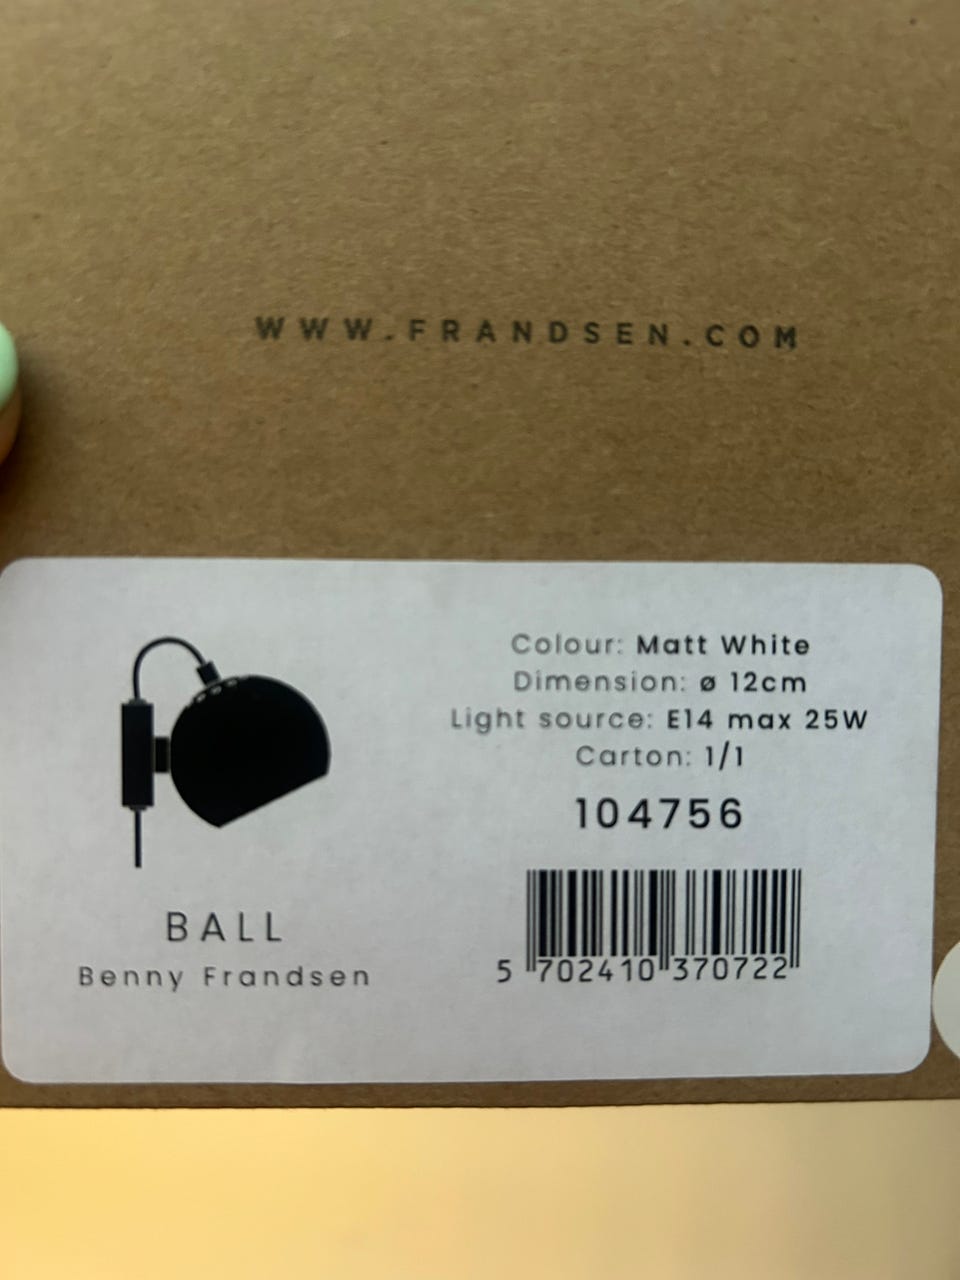 WWW.FRANDSEN.COM
Colour: Matt White
Dimension: ø 12cm
Light source: E14 max 25W
Carton: 1/1
104756
5 702410 370722
BALL
Benny Frandsen